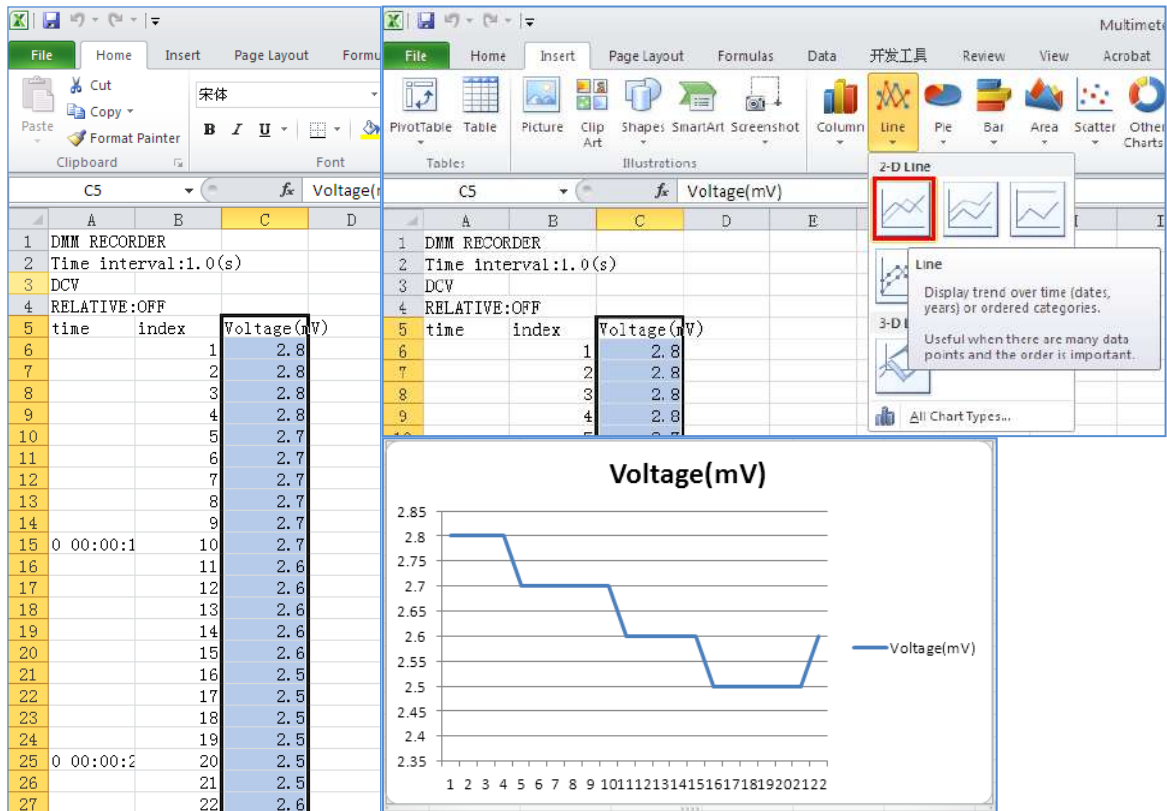 File Home Insert Page Layout Formu
Cut
Copy
Format Painter
Paste
Clipboard
宋体
B I U
Font
C5 fx Voltage(m
A B C D
1 DMM RECORDER
2 Time interval:1.0(s)
3 DCV
4 RELATIVE:OFF
5 time index Voltage(mV)
6 1 2.8
7 2 2.8
8 3 2.8
9 4 2.8
10 5 2.7
11 6 2.7
12 7 2.7
13 8 2.7
14 9 2.7
15 0 00:00:1 10 2.7
16 11 2.6
17 12 2.6
18 13 2.6
19 14 2.6
20 15 2.6
21 16 2.5
22 17 2.5
23 18 2.5
24 19 2.5
25 0 00:00:2 20 2.5
26 21 2.5
27 22 2.6
Multimete
File Home Insert Page Layout Formulas Data 开发工具 Review View Acrobat
PivotTable Table Picture Clip Art Shapes SmartArt Screenshot Column Line Pie Bar Area Scatter Other Charts
Tables Illustrations
C5 fx Voltage(mV)
A B C D E
1 DMM RECORDER
2 Time interval:1.0(s)
3 DCV
4 RELATIVE:OFF
5 time index Voltage(mV)
6 1 2.8
7 2 2.8
8 3 2.8
9 4 2.8
2-D Line
Line
Display trend over time (dates,
years) or ordered categories.
Useful when there are many data
points and the order is important.
All Chart Types...
Voltage(mV)
2.85
2.8
2.75
2.7
2.65
2.6
2.55
2.5
2.45
2.4
2.35
1 2 3 4 5 6 7 8 9 10 11 12 13 14 15 16 17 18 19 20 21 22
Voltage(mV)